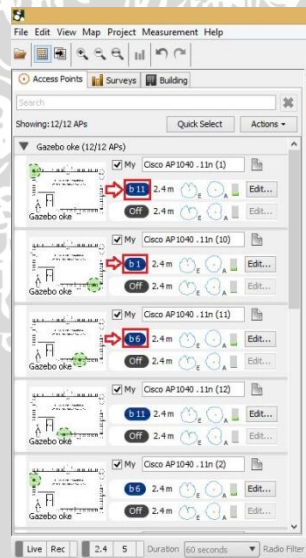 File Edit View Map Project Measurement Help
Access Points Surveys Building
Search
Showing:12/12 APs Quick Select Actions
Gazebo oke (12/12 APs)
My Cisco AP1040 .11n (1)
b 11 2.4 m E A Edit...
Off 2.4 m E A Edit...
Gazebo oke
My Cisco AP1040 .11n (10)
b 1 2.4 m E A Edit...
Off 2.4 m E A Edit...
Gazebo oke
My Cisco AP1040 .11n (11)
b 6 2.4 m E A Edit...
Off 2.4 m E A Edit...
Gazebo oke
My Cisco AP1040 .11n (12)
b 11 2.4 m E A Edit...
Off 2.4 m E A Edit...
Gazebo oke
My Cisco AP1040 .11n (2)
b 6 2.4 m E A Edit...
Off 2.4 m E A Edit...
Gazebo oke
Live Rec 2.4 5 Duration 60 seconds Radio Filter